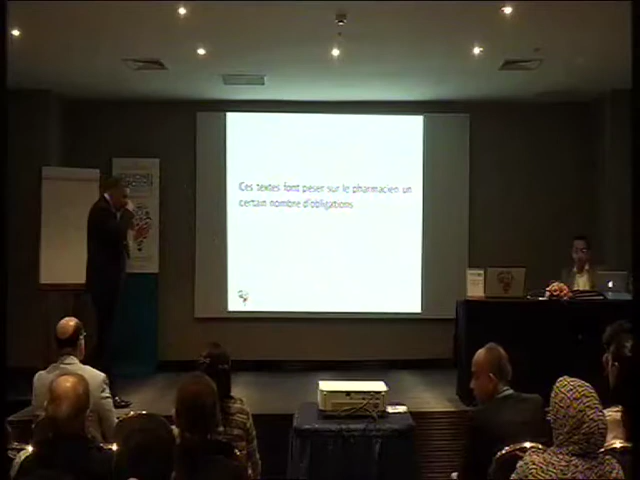 Ces textes font peser sur le pharmacien un
certain nombre d'obligations